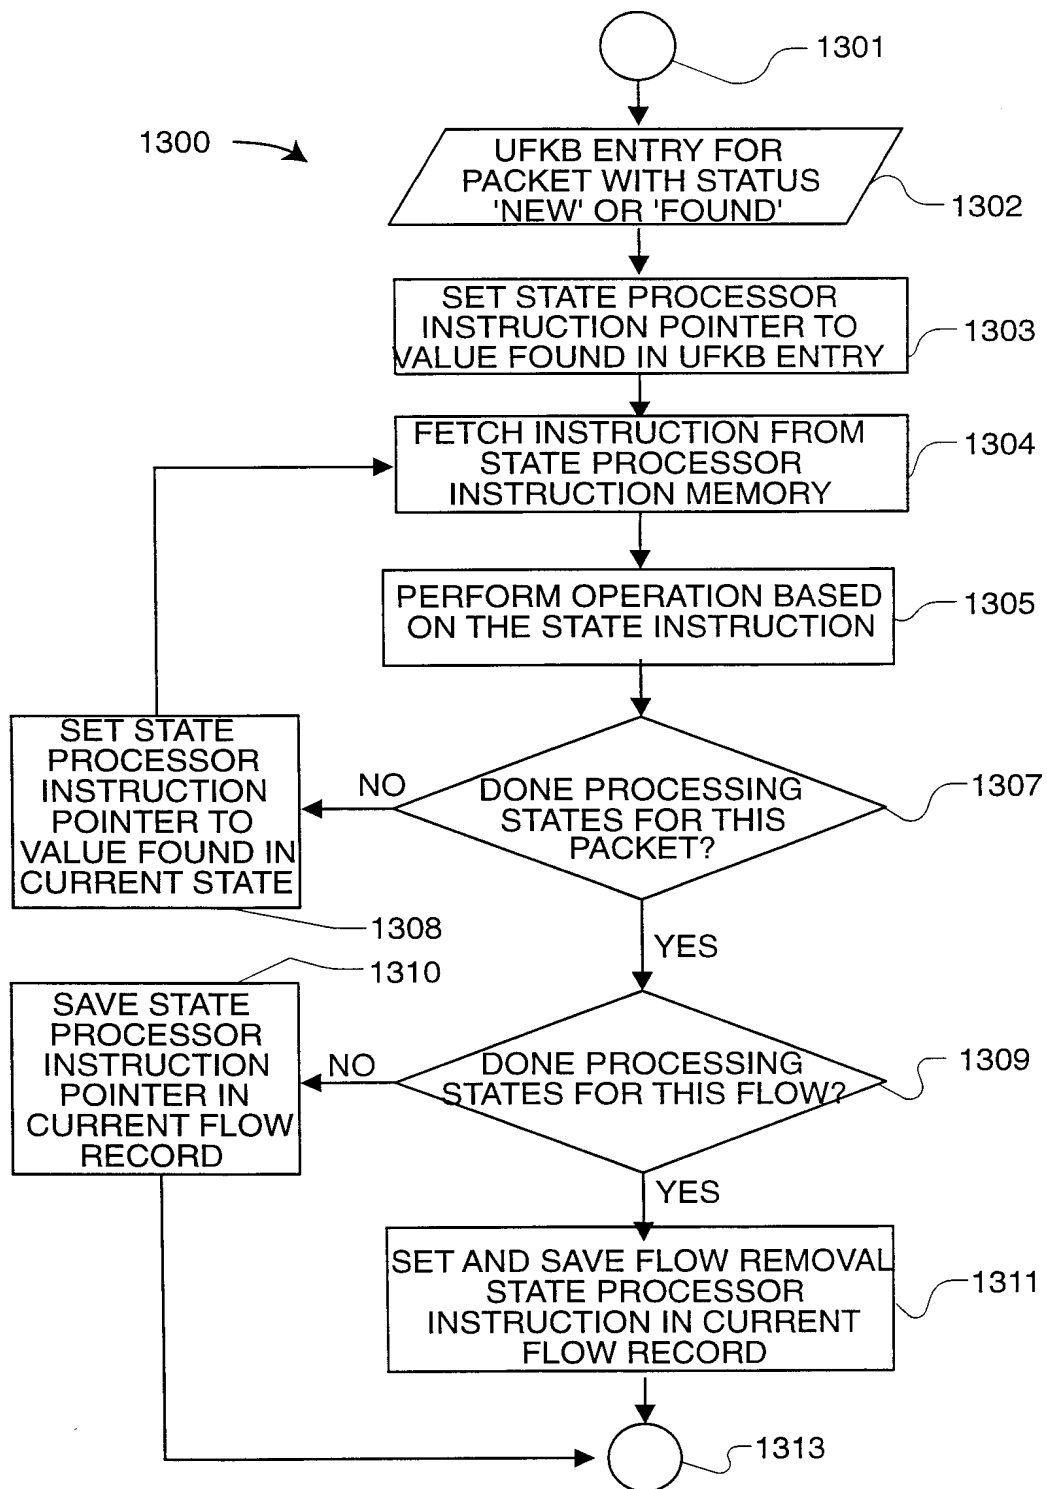 1301
1300
UFKB ENTRY FOR
PACKET WITH STATUS
'NEW' OR 'FOUND'
1302
SET STATE PROCESSOR
INSTRUCTION POINTER TO
VALUE FOUND IN UFKB ENTRY
1303
FETCH INSTRUCTION FROM
STATE PROCESSOR
INSTRUCTION MEMORY
1304
PERFORM OPERATION BASED
ON THE STATE INSTRUCTION
1305
SET STATE
PROCESSOR
INSTRUCTION
POINTER TO
VALUE FOUND IN
CURRENT STATE
1308
NO
DONE PROCESSING
STATES FOR THIS
PACKET?
1307
YES
1310
SAVE STATE
PROCESSOR
INSTRUCTION
POINTER IN
CURRENT FLOW
RECORD
NO
DONE PROCESSING
STATES FOR THIS FLOW?
1309
YES
SET AND SAVE FLOW REMOVAL
STATE PROCESSOR
INSTRUCTION IN CURRENT
FLOW RECORD
1311
1313